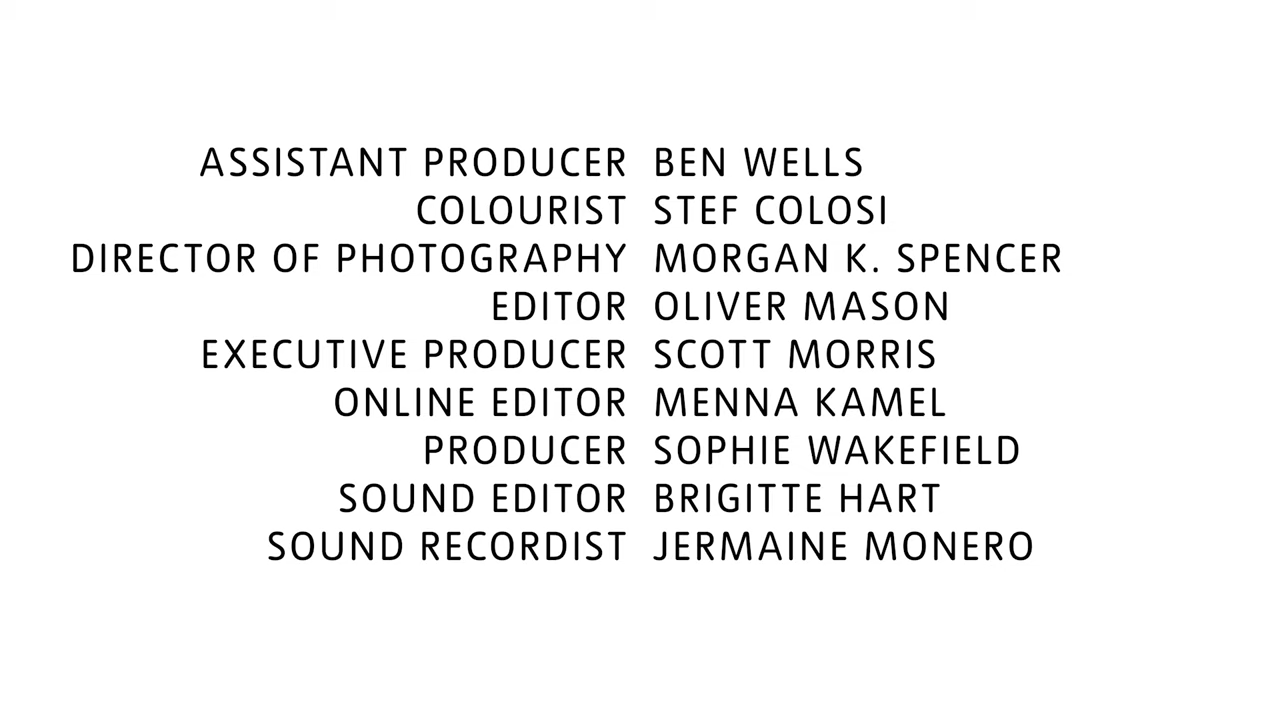 ASSISTANT PRODUCER BEN WELLS
COLOURIST STEF COLOSI
DIRECTOR OF PHOTOGRAPHY MORGAN K. SPENCER
EDITOR OLIVER MASON
EXECUTIVE PRODUCER SCOTT MORRIS
ONLINE EDITOR MENNA KAMEL
PRODUCER SOPHIE WAKEFIELD
SOUND EDITOR BRIGITTE HART
SOUND RECORDIST JERMAINE MONERO